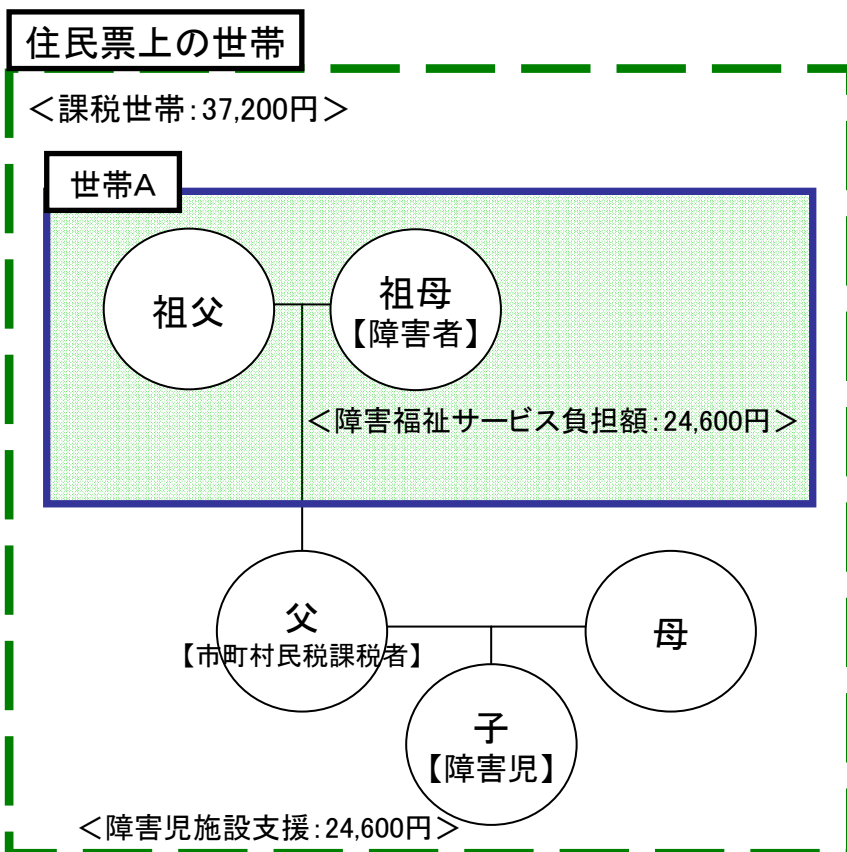 住民票上の世帯
＜課税世帯：37,200円＞
世帯A
祖父
祖母
【障害者】
＜障害福祉サービス負担額：24,600円＞
父
【市町村民税課税者】
母
子
【障害児】
＜障害児施設支援：24,600円＞